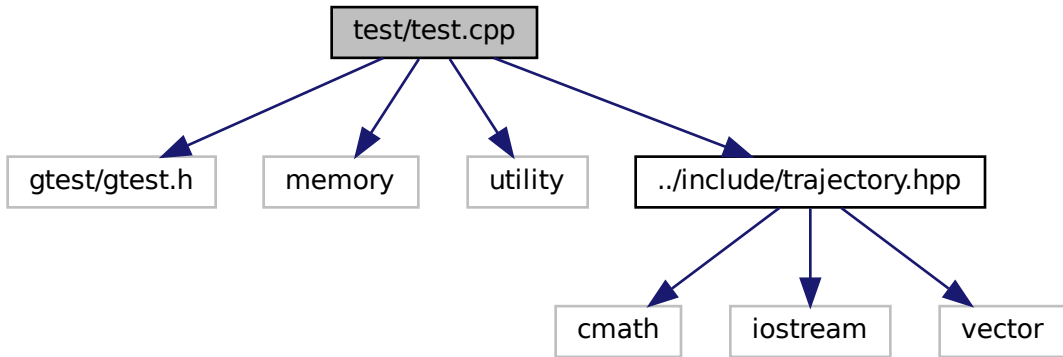 test/test.cpp
gtest/gtest.h
memory
utility
../include/trajectory.hpp
cmath
iostream
vector